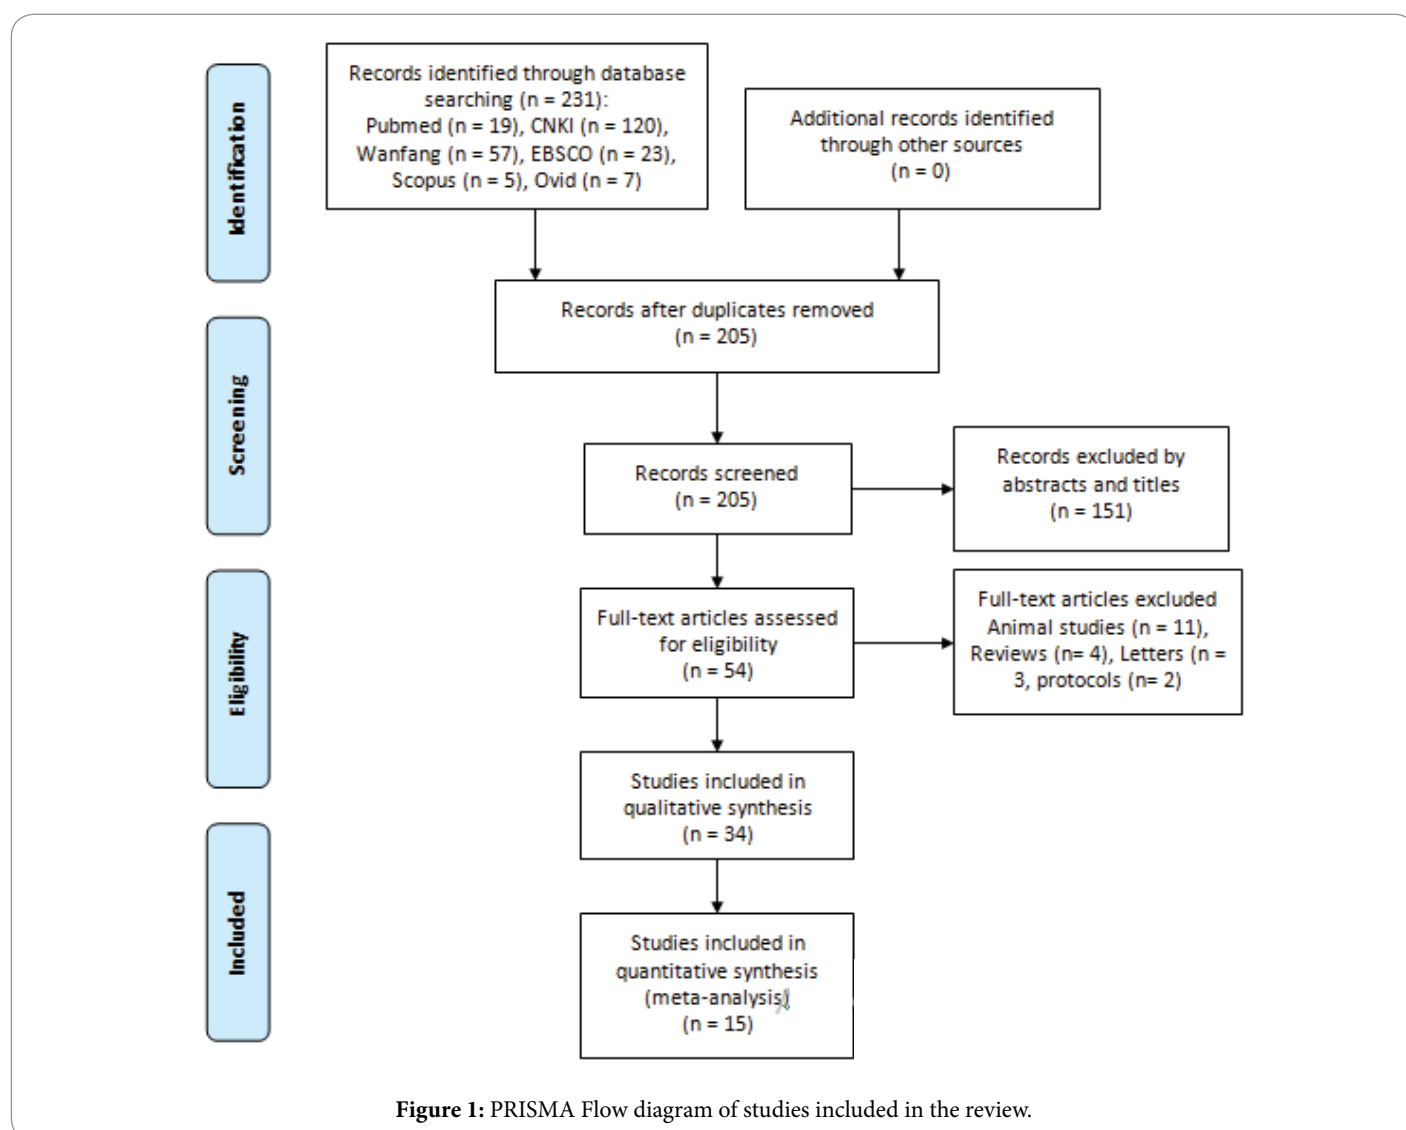 Identification
Records identified through database
searching (n = 231):
Pubmed (n = 19), CNKI (n = 120),
Wanfang (n = 57), EBSCO (n = 23),
Scopus (n = 5), Ovid (n = 7)
Additional records identified
through other sources
(n = 0)
Records after duplicates removed
(n = 205)
Screening
Records screened
(n = 205)
Records excluded by
abstracts and titles
(n = 151)
Eligibility
Full-text articles assessed
for eligibility
(n = 54)
Full-text articles excluded
Animal studies (n = 11),
Reviews (n= 4), Letters (n =
3, protocols (n= 2)
Studies included in
qualitative synthesis
(n = 34)
Included
Studies included in
quantitative synthesis
(meta-analysis)
(n = 15)
Figure 1: PRISMA Flow diagram of studies included in the review.